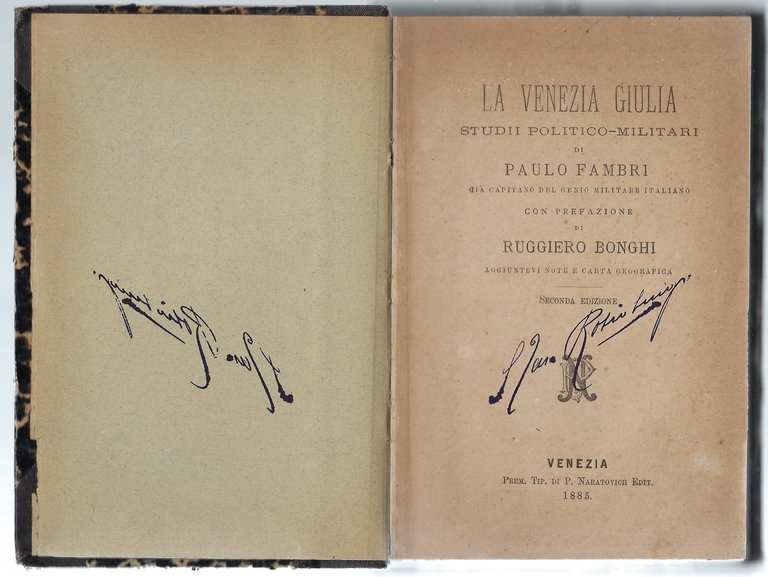 LA VENEZIA GIULIA
STUDII POLITICO-MILITARI
DI
PAULO FAMBRI
GIÀ CAPITANO DEL GENIO MILITARE ITALIANO
CON PREFAZIONE
DI
RUGGIERO BONGHI
AGGIUNTEVI NOTE E CARTA GEOGRAFICA
SECONDA EDIZIONE
VENEZIA
PREM. TIP. DI P. NARATOVICH EDIT.
1885.